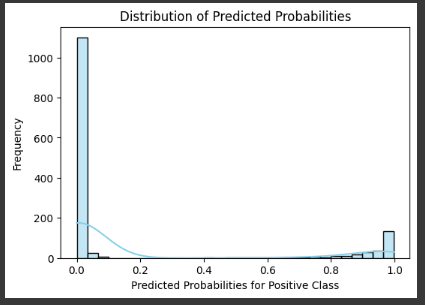 Distribution of Predicted Probabilities
1000
800
600
400
200
0
Frequency
0.0 0.2 0.4 0.6 0.8 1.0
Predicted Probabilities for Positive Class